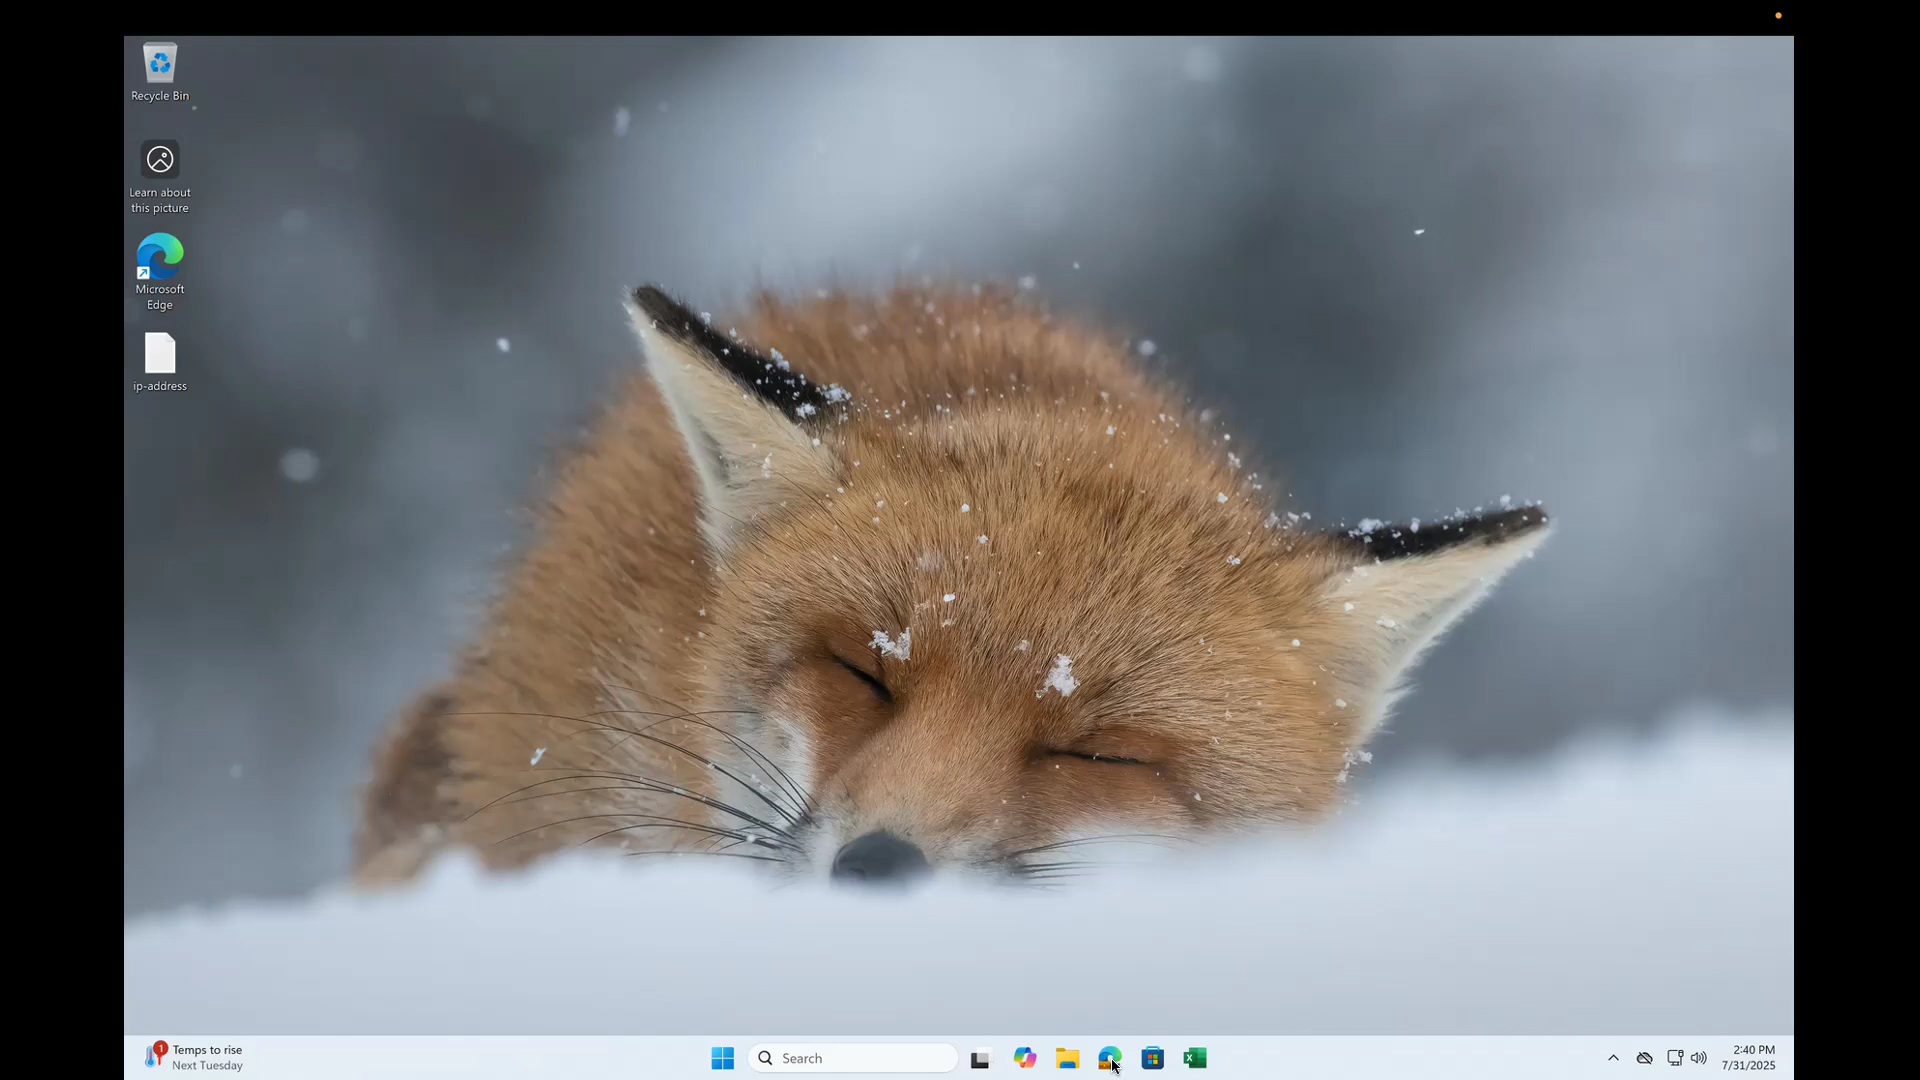 Recycle Bin
Learn about
this picture
Microsoft
Edge
ip-address
1
Temps to rise
Next Tuesday
Search
2:40 PM
7/31/2025